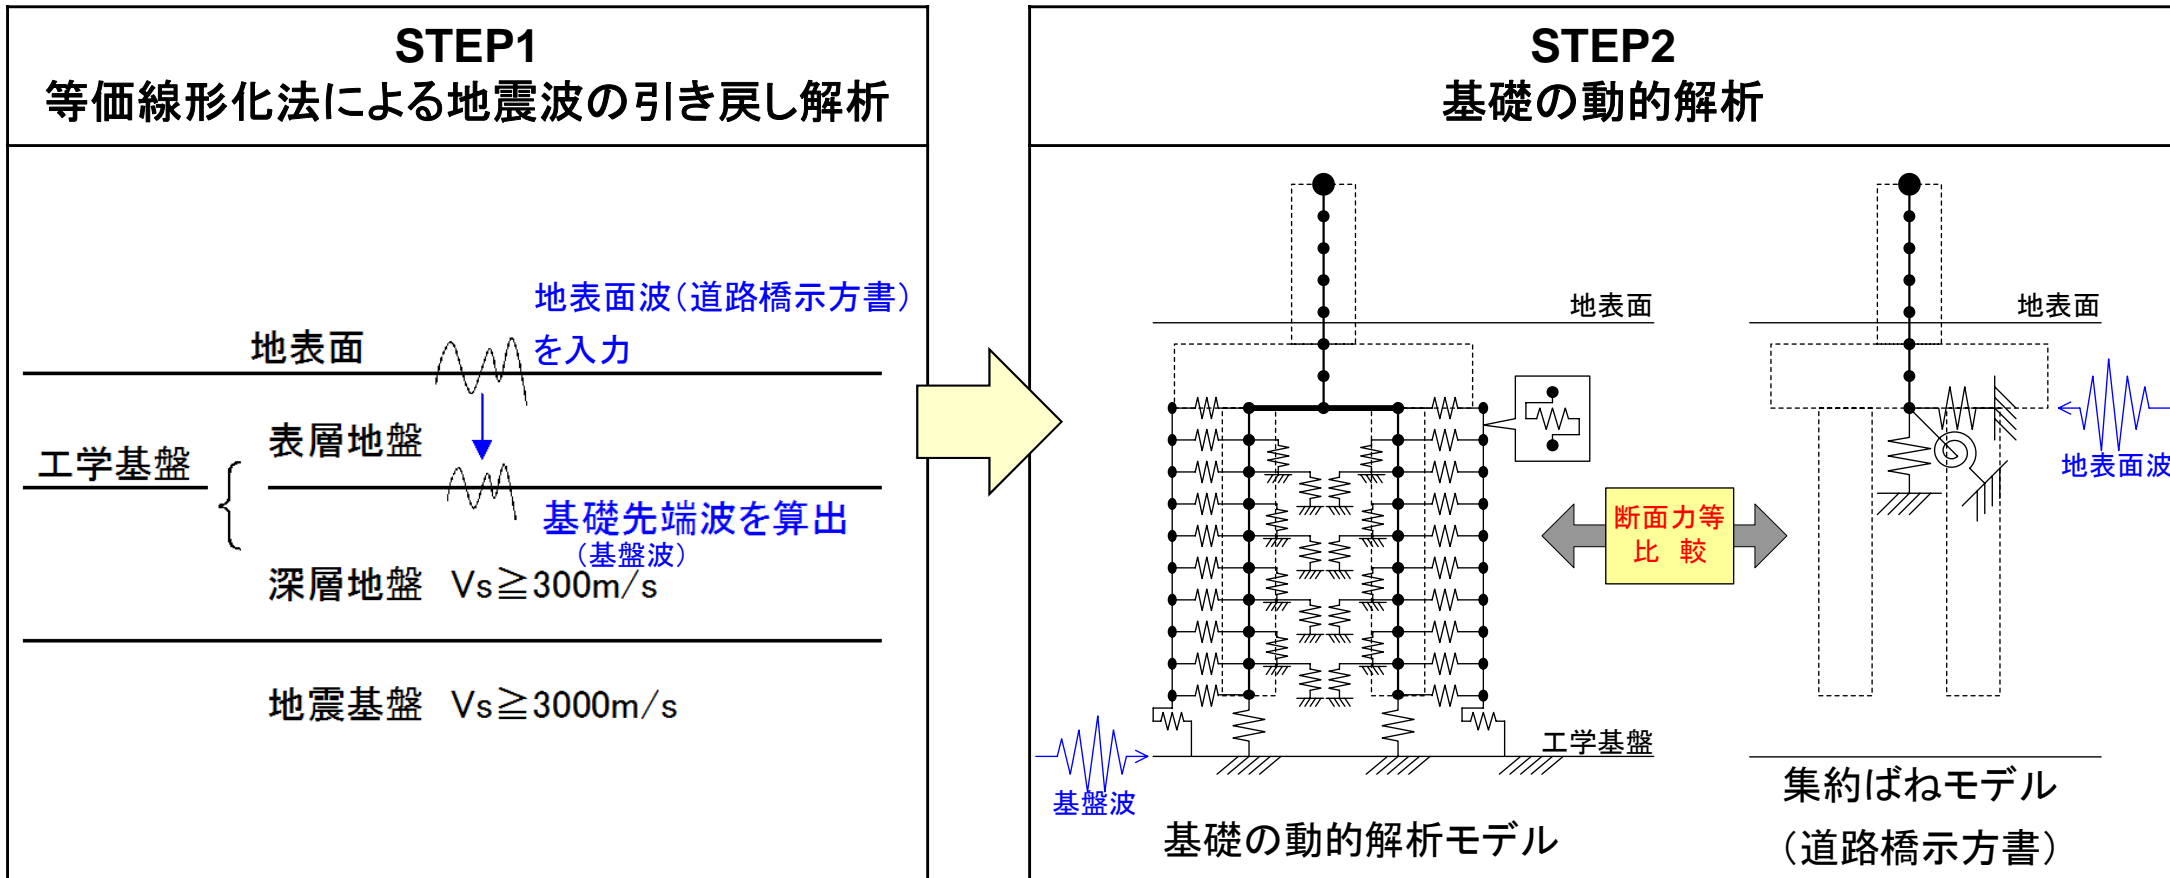 STEP1
等価線形化法による地震波の引き戻し解析
地表面波(道路橋示方書)
を入力
地表面
表層地盤
工学基盤
基礎先端波を算出
(基盤波)
深層地盤 Vs≧300m/s
地震基盤 Vs≧3000m/s
STEP2
基礎の動的解析
地表面
工学基盤
基盤波
基礎の動的解析モデル
断面力等
比 較
地表面
地表面波
集約ばねモデル
(道路橋示方書)